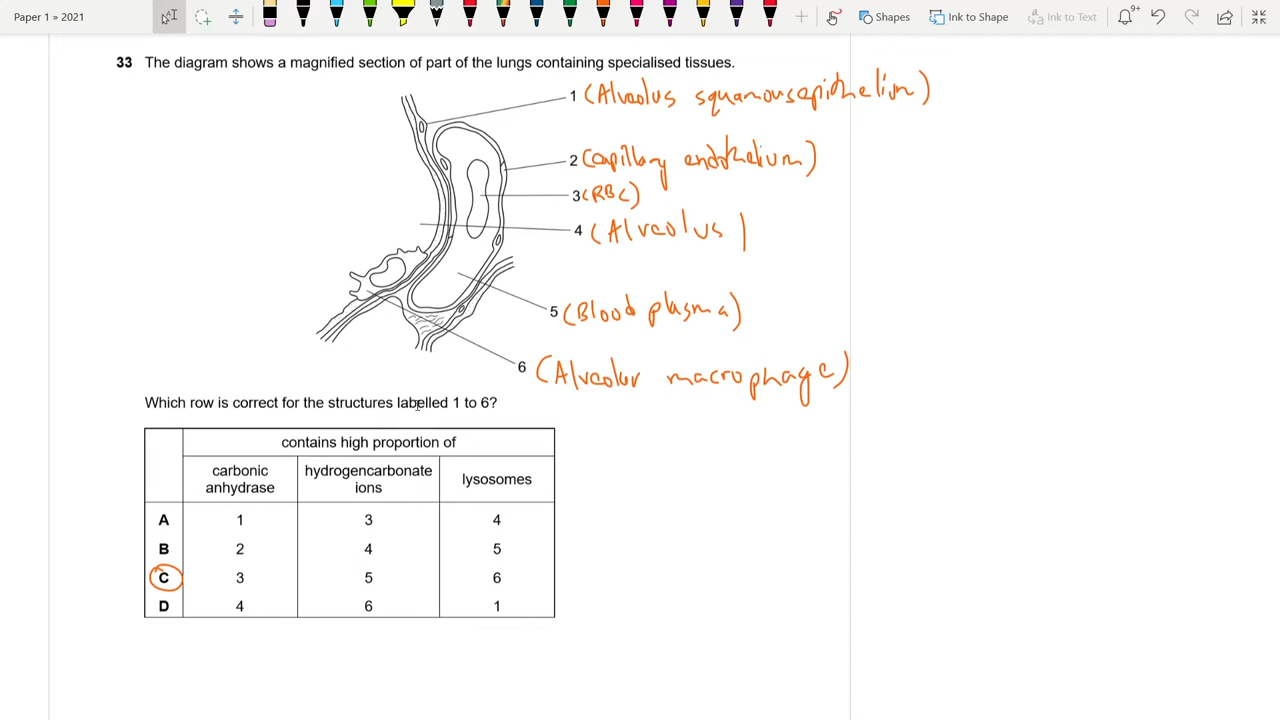 Paper 1 » 2021
9+
Shapes
Ink to Shape
Ink to Text
33 The diagram shows a magnified section of part of the lungs containing specialised tissues.
1 (Alveolus squamous epithelium)
2 (Capillary endothelium)
3 (RBC)
4 (Alveolus)
5 (Blood plasma)
6 (Alveolar macrophage)
Which row is correct for the structures labelled 1 to 6?
contains high proportion of
carbonic anhydrase hydrogencarbonate ions lysosomes
A 1 3 4
B 2 4 5
C 3 5 6
D 4 6 1